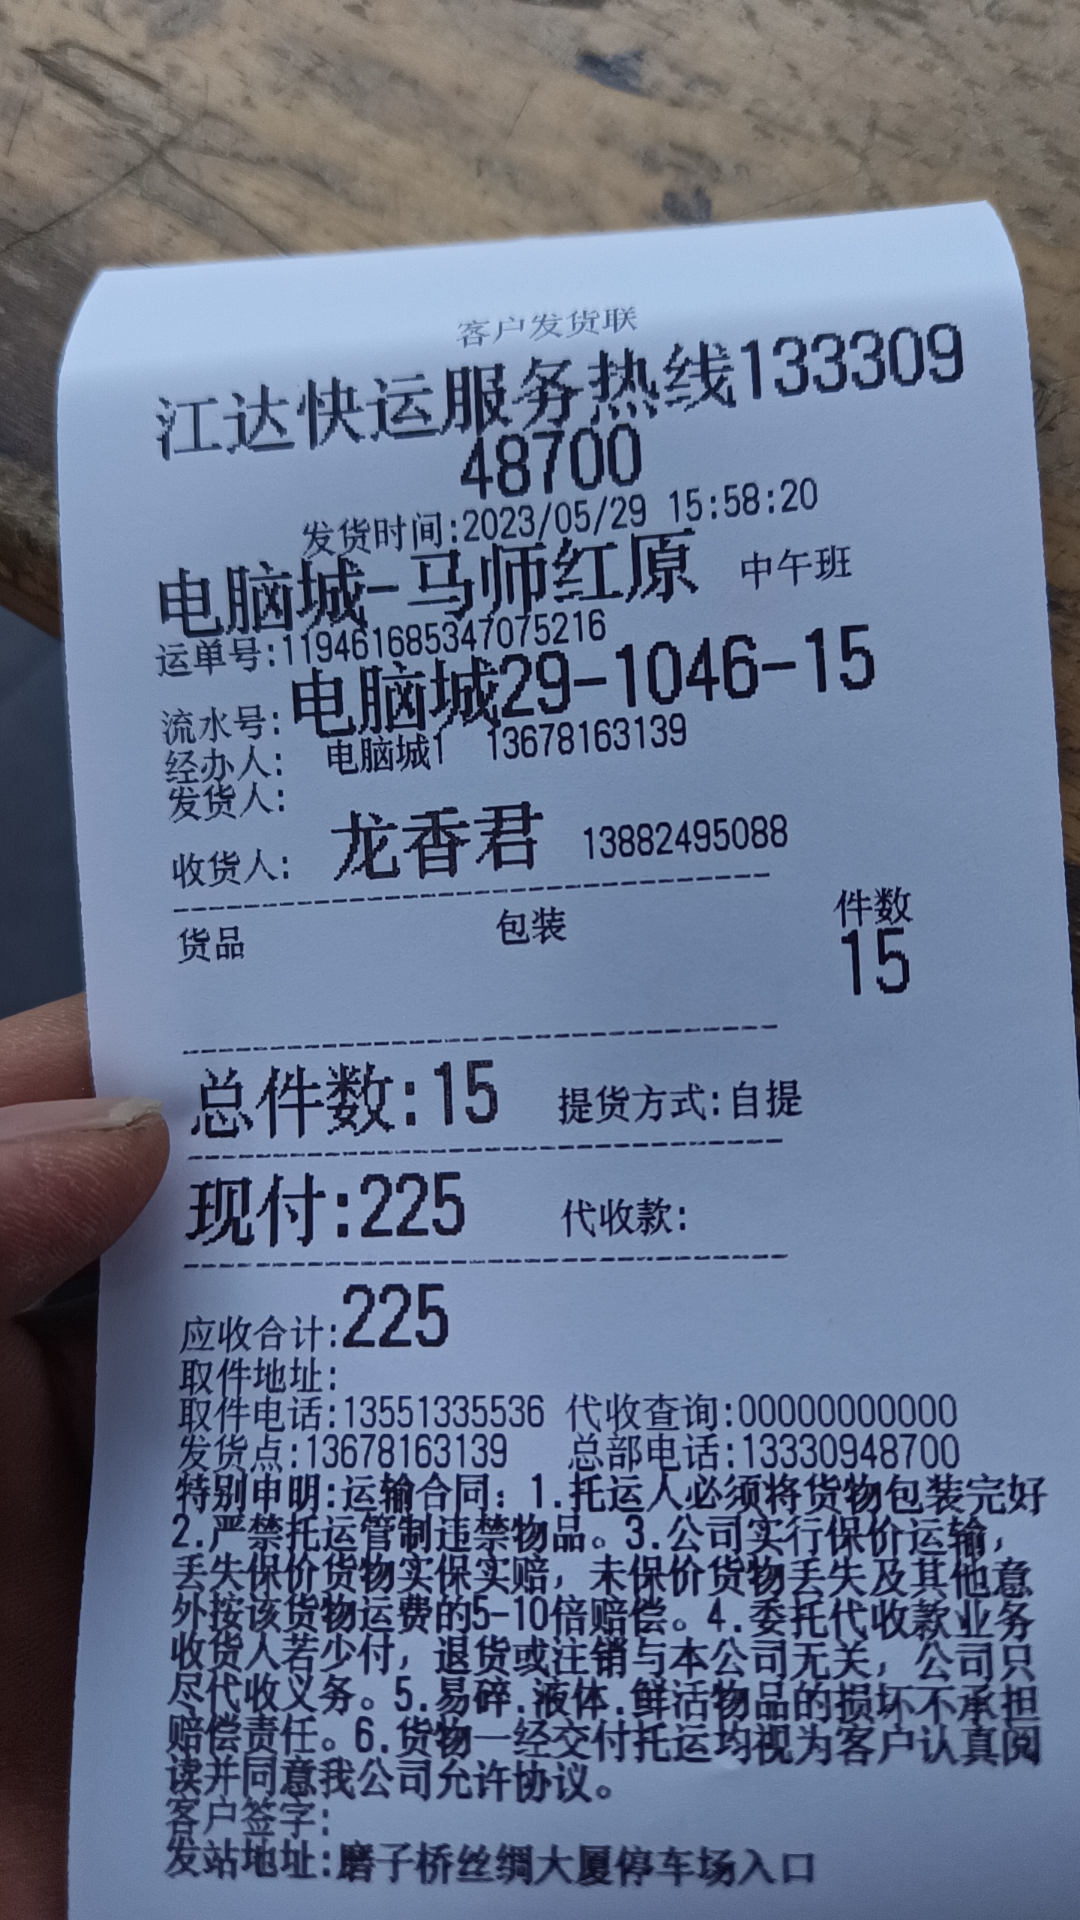 客户发货联
江达快运服务热线133309
48700
发货时间:2023/05/29 15:58:20
电脑城-马师红原 中午班
运单号:119461685347075216
流水号:电脑城29-1046-15
经办人: 电脑城1 13678163139
发货人:
收货人: 龙香君 13882495088
货品 包装 件数
15
总件数:15 提货方式:自提
现付:225 代收款:
应收合计:225
取件地址:
取件电话:13551335536 代收查询:00000000000
发货点:13678163139 总部电话:13330948700
特别申明:运输合同: 1.托运人必须将货物包装完好
2.严禁托运管制违禁物品。3.公司实行保价运输,
丢失保价货物实保实赔, 未保价货物丢失及其他意
外按该货物运费的5-10倍赔偿。4.委托代收款业务
收货人若少付, 退货或注销与本公司无关, 公司只
尽代收义务。5.易碎.液体.鲜活物品的损坏不承担
赔偿责任。6.货物一经交付托运均视为客户认真阅
读并同意我公司允许协议。
客户签字:
发站地址:磨子桥丝绸大厦停车场入口